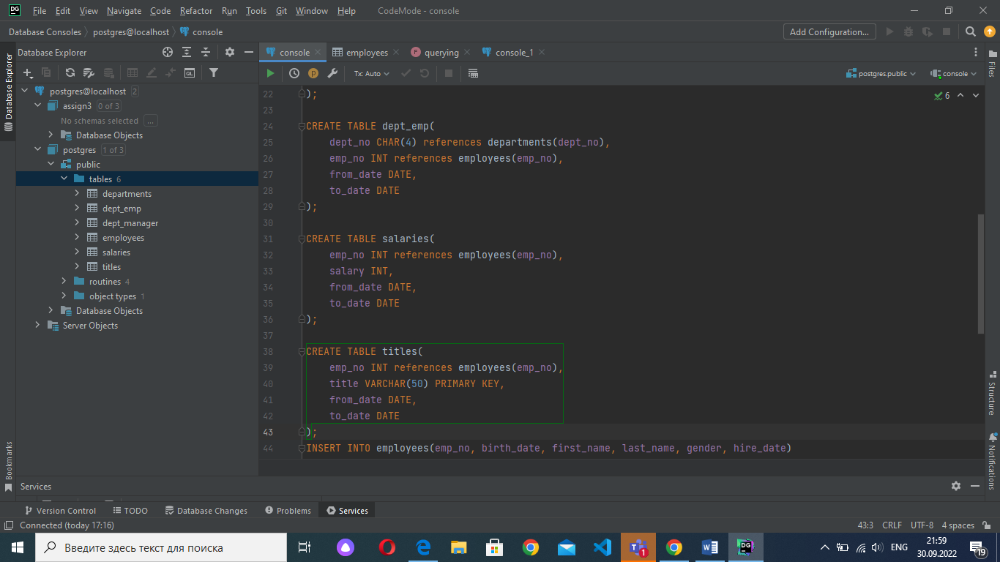 DG File Edit View Navigate Code Refactor Run Tools Git Window Help CodeMode - console
Database Consoles postgres@localhost console Add Configuration...
Database Explorer
console employees F querying console_1
p Tx: Auto postgres.public console
QL
Database Explorer
Bookmarks
postgres@localhost 2
assign3 0 of 3
No schemas selected ...
Database Objects
postgres 1 of 3
public
tables 6
departments
dept_emp
dept_manager
employees
salaries
titles
routines 4
object types 1
Database Objects
Server Objects
6
22 );
23
24 CREATE TABLE dept_emp(
25 dept_no CHAR(4) references departments(dept_no),
26 emp_no INT references employees(emp_no),
27 from_date DATE,
28 to_date DATE
29 );
30
31 CREATE TABLE salaries(
32 emp_no INT references employees(emp_no),
33 salary INT,
34 from_date DATE,
35 to_date DATE
36 );
37
38 CREATE TABLE titles(
39 emp_no INT references employees(emp_no),
40 title VARCHAR(50) PRIMARY KEY,
41 from_date DATE,
42 to_date DATE
43 );
44 INSERT INTO employees(emp_no, birth_date, first_name, last_name, gender, hire_date)
Files
Structure
Notifications
Services
Version Control TODO Database Changes Problems Services
Connected (today 17:16) 43:3 CRLF UTF-8 4 spaces
Введите здесь текст для поиска
1
DG
ENG
21:59
30.09.2022
19